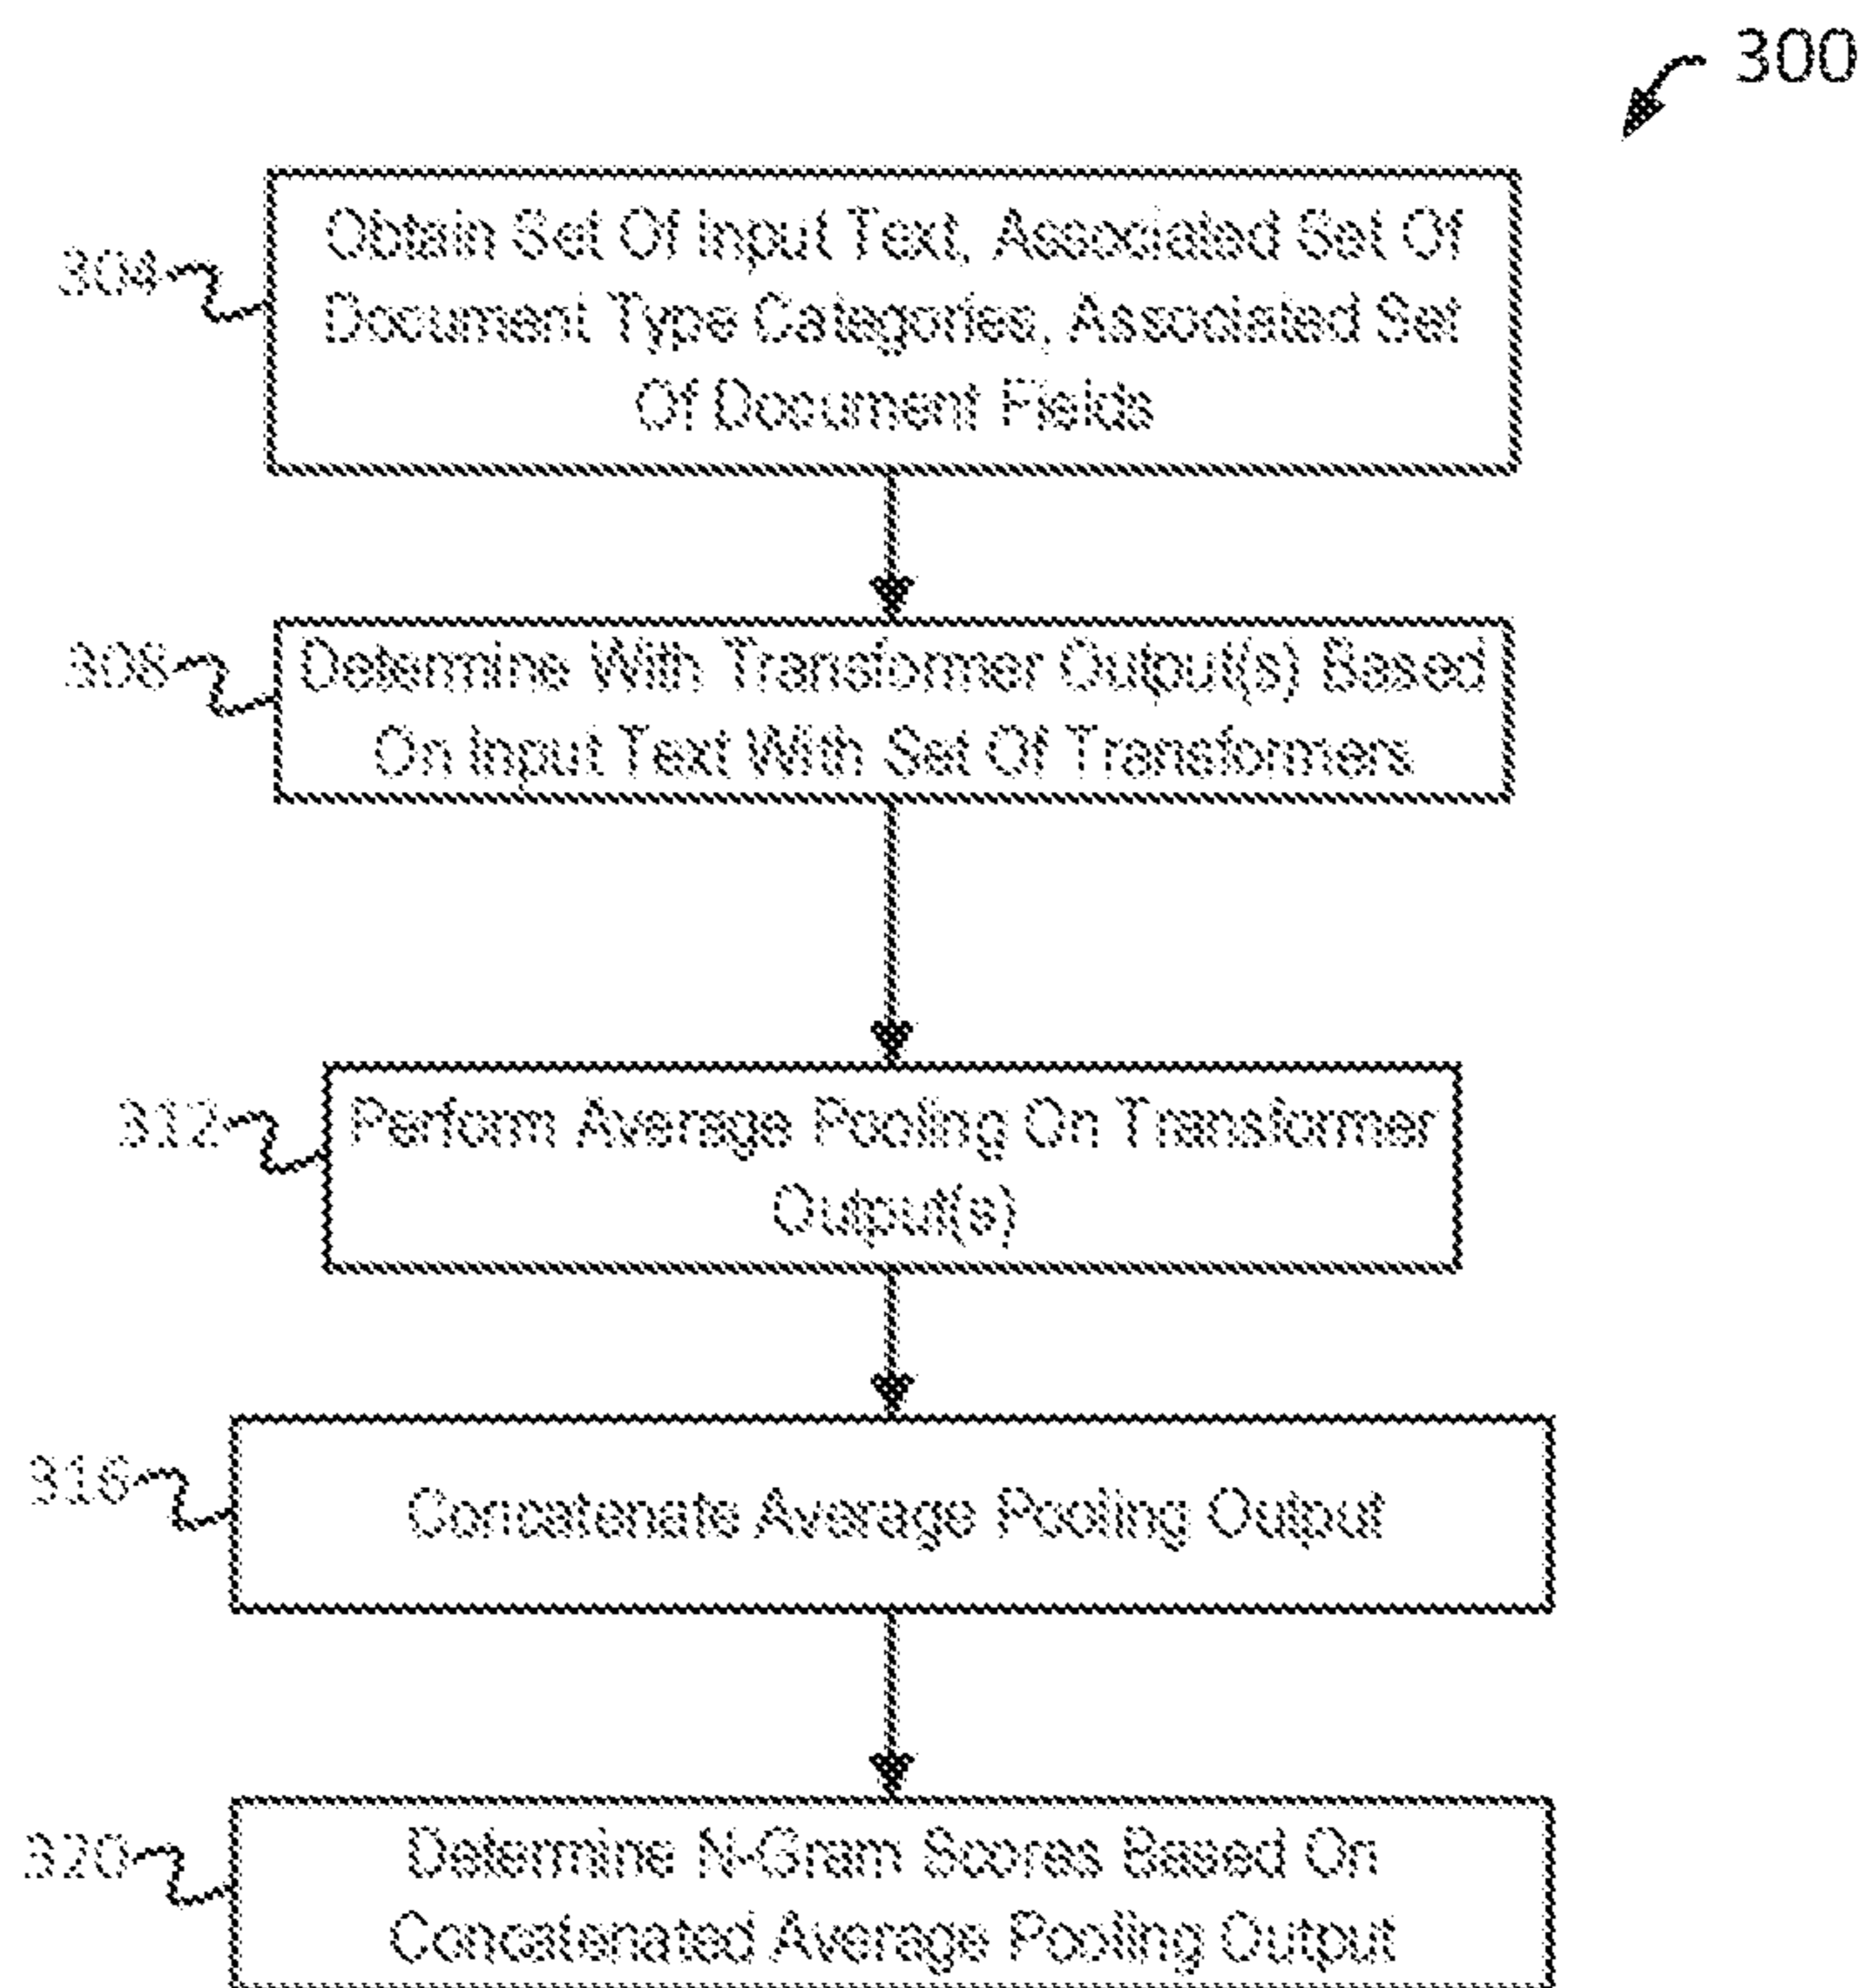 300
304
Obtain Set Of Input Text, Associated Set Of
Document Type Categories, Associated Set
Of Document Fields
308
Determine With Transformer Output(s) Based
On Input Text With Set Of Transformers
312
Perform Average Pooling On Transformer
Output(s)
316
Concatenate Average Pooling Output
320
Determine N-Gram Scores Based On
Concatenated Average Pooling Output